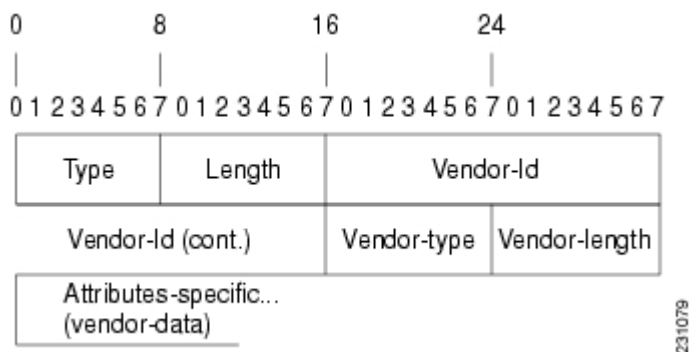 0 8 16 24
0 1 2 3 4 5 6 7 0 1 2 3 4 5 6 7 0 1 2 3 4 5 6 7 0 1 2 3 4 5 6 7
Type Length Vendor-Id
Vendor-Id (cont.) Vendor-type Vendor-length
Attributes-specific...
(vendor-data)
231079